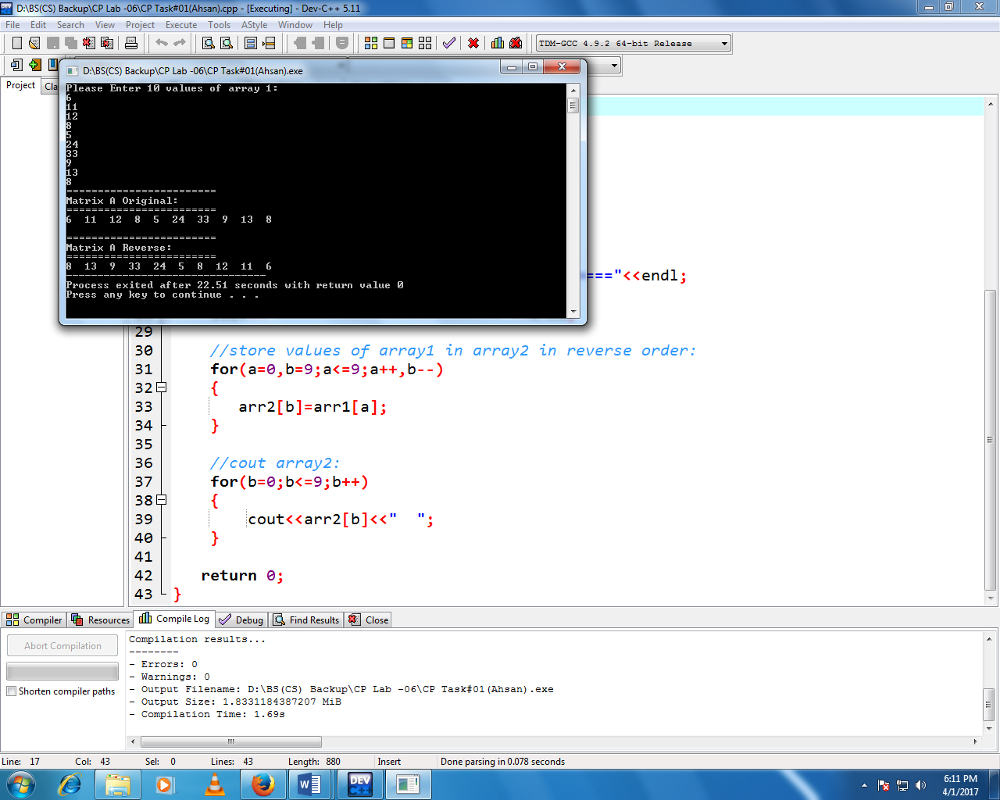 D:\BS(CS) Backup\CP Lab -06\CP Task#01(Ahsan).cpp - [Executing] - Dev-C++ 5.11
File Edit Search View Project Execute Tools AStyle Window Help
TDM-GCC 4.9.2 64-bit Release
Project Cla
D:\BS(CS) Backup\CP Lab -06\CP Task#01(Ahsan).exe
Please Enter 10 values of array 1:
6
11
12
8
5
24
33
9
13
8
========================
Matrix A Original:
========================
6  11  12  8  5  24  33  9  13  8
========================
Matrix A Reverse:
========================
8  13  9  33  24  5  8  12  11  6
--------------------------------
Process exited after 22.51 seconds with return value 0
Press any key to continue . . .
==="<<endl;
29
30 //store values of array1 in array2 in reverse order:
31 for(a=0,b=9;a<=9;a++,b--)
32 {
33 arr2[b]=arr1[a];
34 }
35
36 //cout array2:
37 for(b=0;b<=9;b++)
38 {
39 cout<<arr2[b]<<"  ";
40 }
41
42 return 0;
43 }
Compiler Resources Compile Log Debug Find Results Close
Abort Compilation
Shorten compiler paths
Compilation results...
--------
- Errors: 0
- Warnings: 0
- Output Filename: D:\BS(CS) Backup\CP Lab -06\CP Task#01(Ahsan).exe
- Output Size: 1.8331184387207 MiB
- Compilation Time: 1.69s
Line: 17 Col: 43 Sel: 0 Lines: 43 Length: 880 Insert Done parsing in 0.078 seconds
DEV C++
6:11 PM
4/1/2017